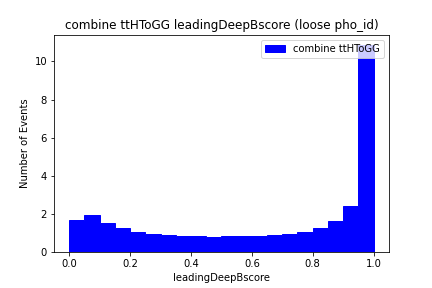 combine ttHToGG leadingDeepBscore (loose pho_id)
combine ttHToGG
Number of Events
10
8
6
4
2
0
0.0 0.2 0.4 0.6 0.8 1.0
leadingDeepBscore